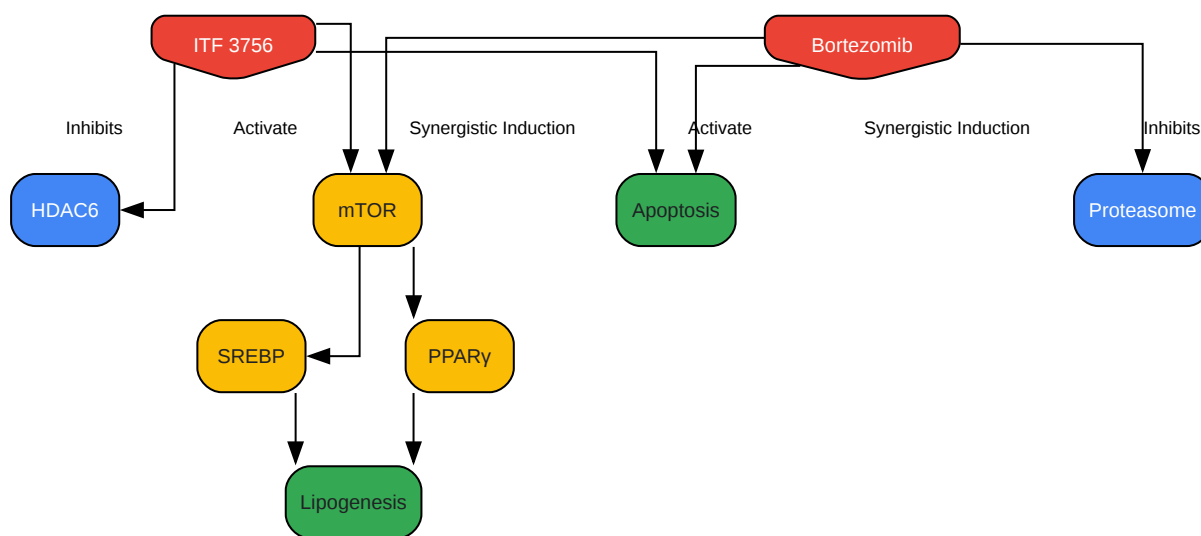 ITF 3756
Bortezomib
Inhibits
Activate
Synergistic Induction
Activate
Synergistic Induction
Inhibits
HDAC6
mTOR
Apoptosis
Proteasome
SREBP
PPARγ
Lipogenesis